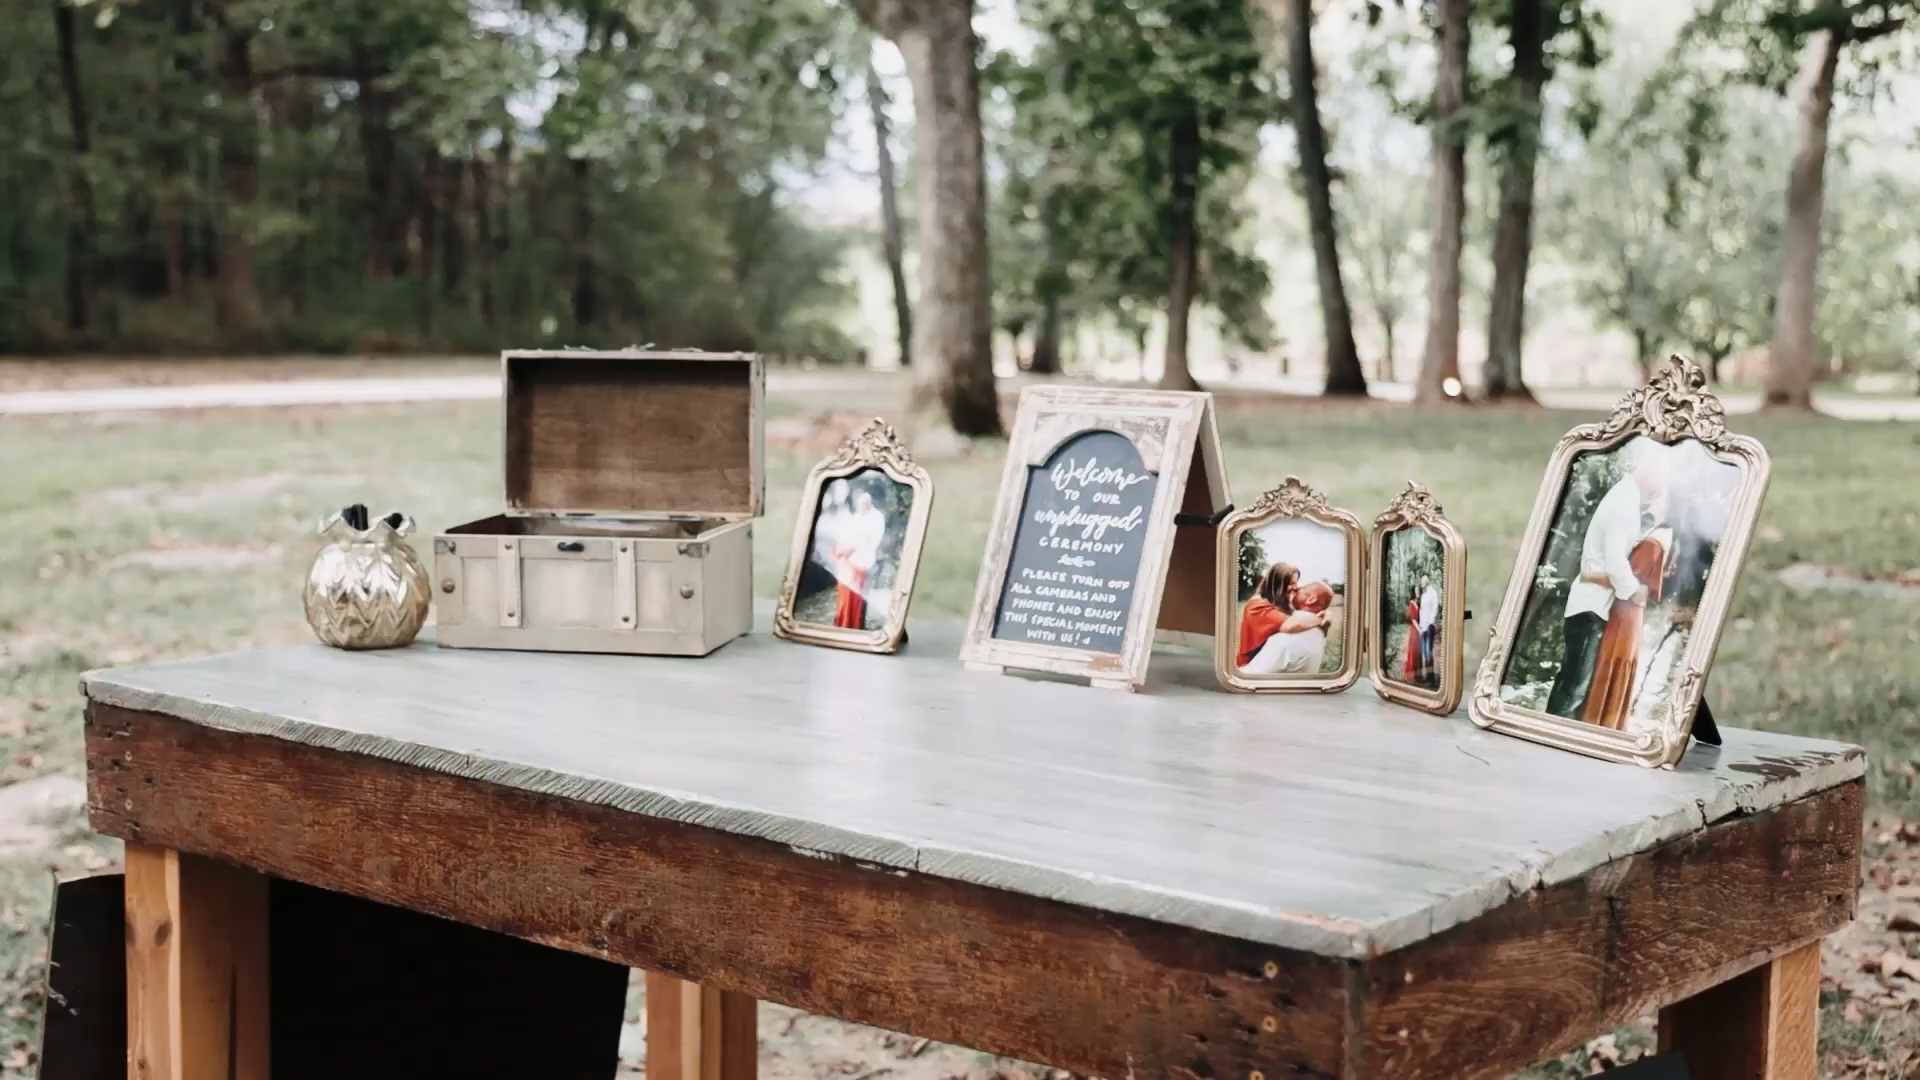 Welcome
TO OUR
unplugged
CEREMONY
PLEASE TURN OFF
ALL CAMERAS AND
PHONES AND ENJOY
THIS SPECIAL MOMENT
WITH US!